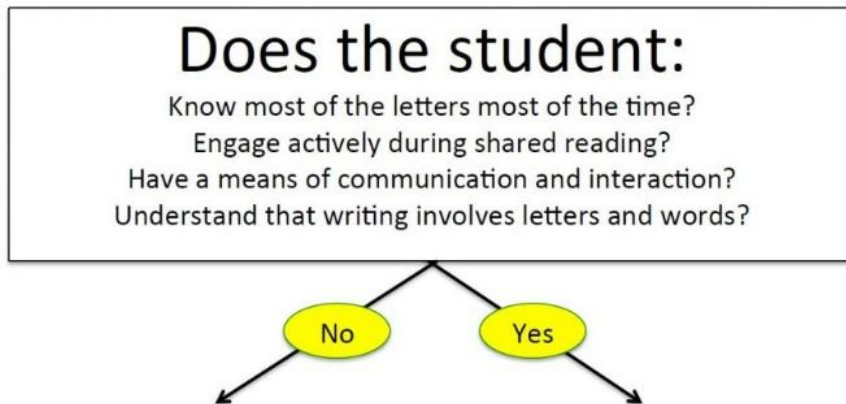 Does the student:
Know most of the letters most of the time?
Engage actively during shared reading?
Have a means of communication and interaction?
Understand that writing involves letters and words?
No
Yes